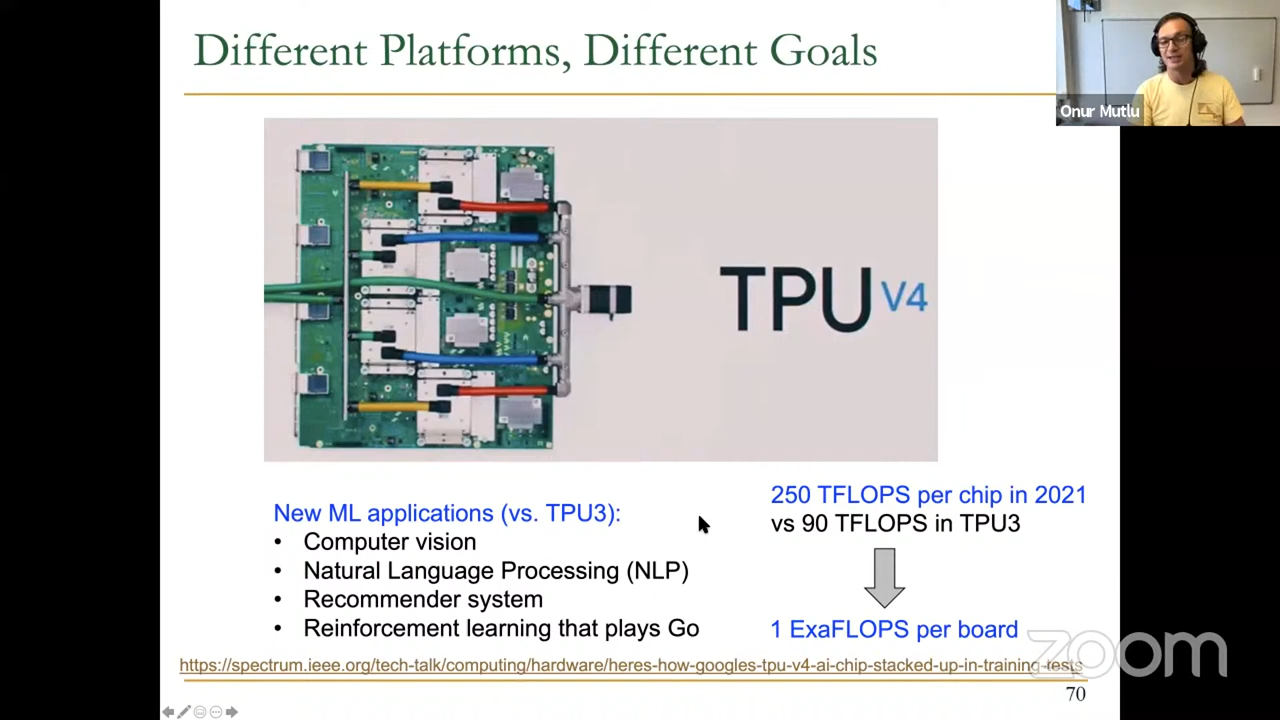 Different Platforms, Different Goals
Onur Mutlu
TPU V4
New ML applications (vs. TPU3):
• Computer vision
• Natural Language Processing (NLP)
• Recommender system
• Reinforcement learning that plays Go
250 TFLOPS per chip in 2021
vs 90 TFLOPS in TPU3
1 ExaFLOPS per board
zoom
https://spectrum.ieee.org/tech-talk/computing/hardware/heres-how-googles-tpu-v4-ai-chip-stacked-up-in-training-tests
70